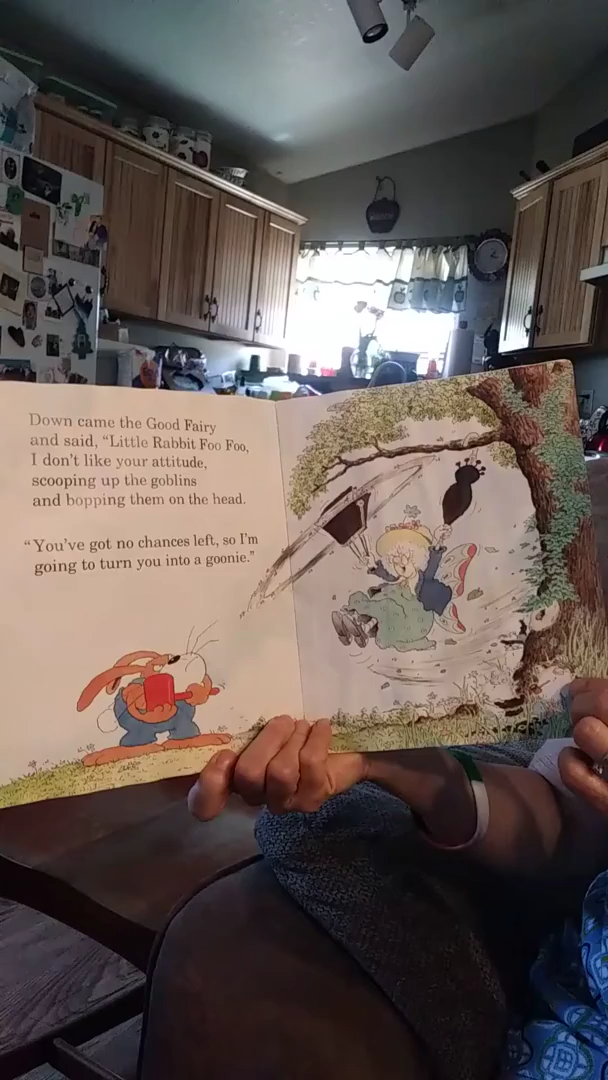 Down came the Good Fairy
and said, “Little Rabbit Foo Foo,
I don’t like your attitude,
scooping up the goblins
and bopping them on the head.
“You’ve got no chances left, so I’m
going to turn you into a goonie.”